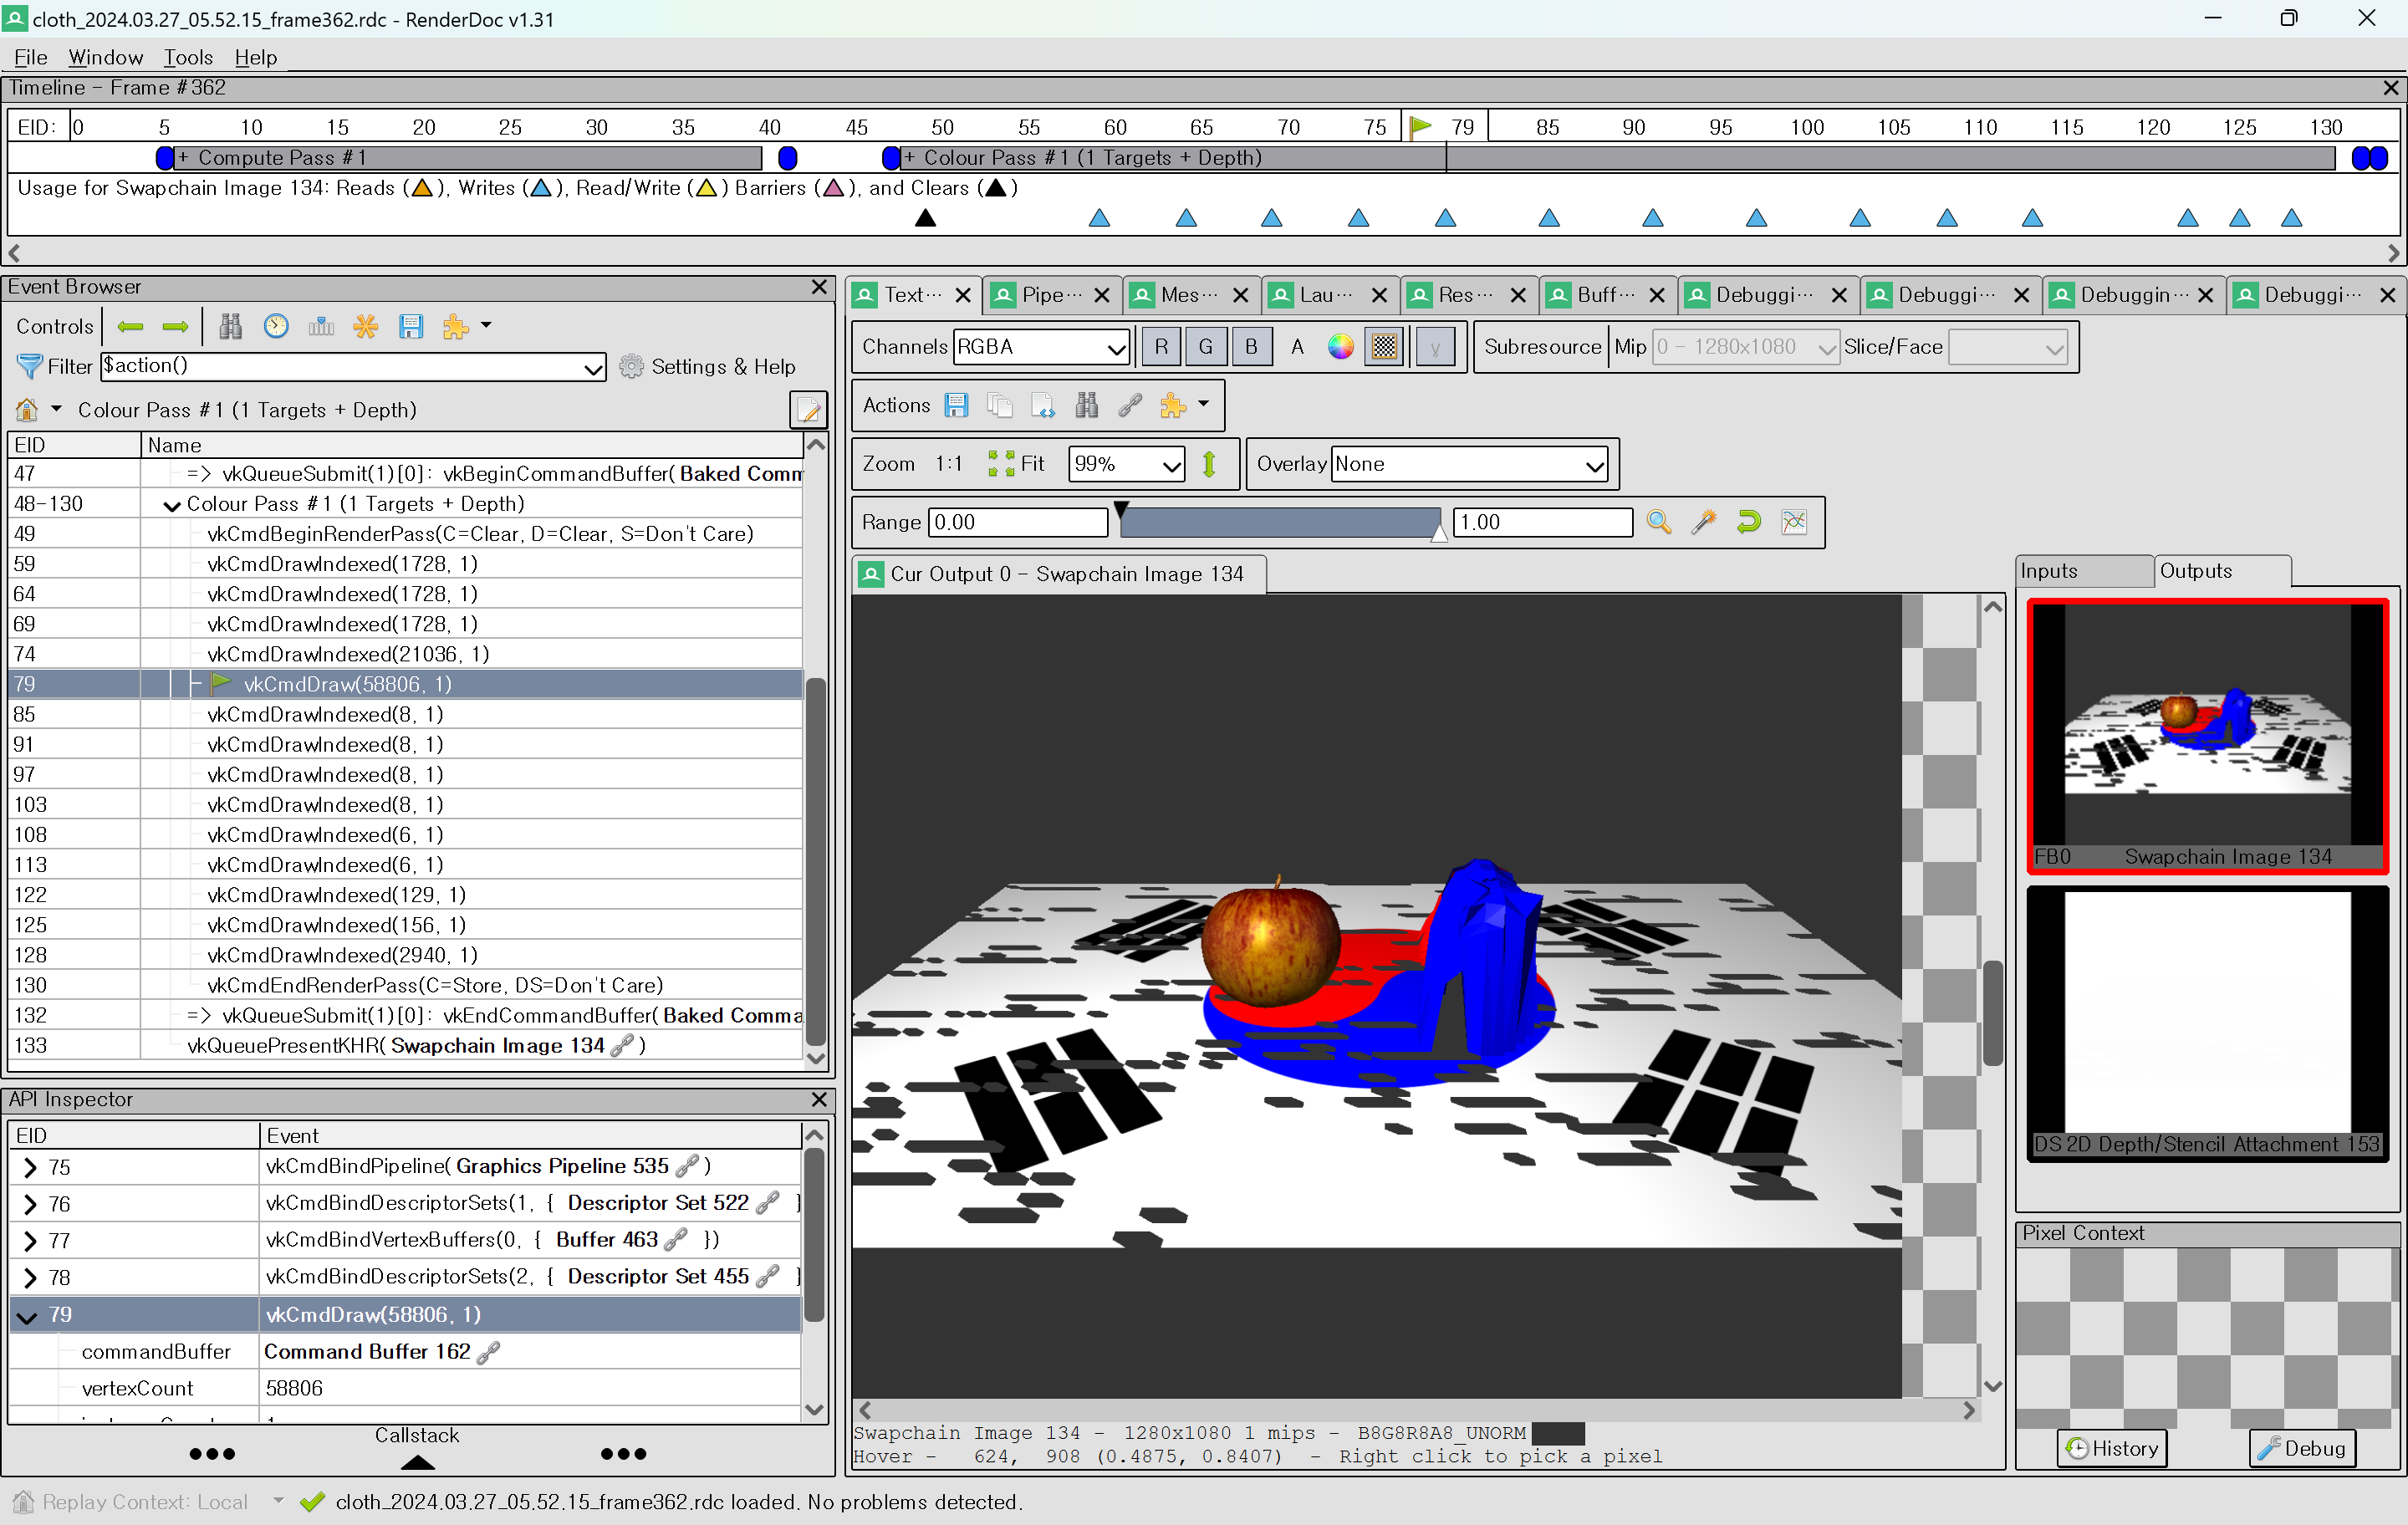 cloth_2024.03.27_05.52.15_frame362.rdc - RenderDoc v1.31
File Window Tools Help
Timeline - Frame #362
EID: 0 5 10 15 20 25 30 35 40 45 50 55 60 65 70 75 79 85 90 95 100 105 110 115 120 125 130
+ Compute Pass #1
+ Colour Pass #1 (1 Targets + Depth)
Usage for Swapchain Image 134: Reads ( ), Writes ( ), Read/Write ( ) Barriers ( ), and Clears ( )
Event Browser
Controls
Filter $action() Settings & Help
Colour Pass #1 (1 Targets + Depth)
EID Name
47 => vkQueueSubmit(1)[0]: vkBeginCommandBuffer( Baked Comm
48-130 Colour Pass #1 (1 Targets + Depth)
49 vkCmdBeginRenderPass(C=Clear, D=Clear, S=Don't Care)
59 vkCmdDrawIndexed(1728, 1)
64 vkCmdDrawIndexed(1728, 1)
69 vkCmdDrawIndexed(1728, 1)
74 vkCmdDrawIndexed(21036, 1)
79 vkCmdDraw(58806, 1)
85 vkCmdDrawIndexed(8, 1)
91 vkCmdDrawIndexed(8, 1)
97 vkCmdDrawIndexed(8, 1)
103 vkCmdDrawIndexed(8, 1)
108 vkCmdDrawIndexed(6, 1)
113 vkCmdDrawIndexed(6, 1)
122 vkCmdDrawIndexed(129, 1)
125 vkCmdDrawIndexed(156, 1)
128 vkCmdDrawIndexed(2940, 1)
130 vkCmdEndRenderPass(C=Store, DS=Don't Care)
132 => vkQueueSubmit(1)[0]: vkEndCommandBuffer( Baked Comma
133 vkQueuePresentKHR( Swapchain Image 134 )
API Inspector
EID Event
75 vkCmdBindPipeline( Graphics Pipeline 535 )
76 vkCmdBindDescriptorSets(1, { Descriptor Set 522 }
77 vkCmdBindVertexBuffers(0, { Buffer 463 })
78 vkCmdBindDescriptorSets(2, { Descriptor Set 455 }
79 vkCmdDraw(58806, 1)
commandBuffer Command Buffer 162
vertexCount 58806
Callstack
Text··· Pipe··· Mes··· Lau··· Res··· Buff··· Debuggi··· Debuggi··· Debuggin··· Debuggi···
Channels RGBA R G B A γ Subresource Mip 0 - 1280x1080 Slice/Face
Actions
Zoom 1:1 Fit 99% Overlay None
Range 0.00 1.00
Cur Output 0 - Swapchain Image 134
Swapchain Image 134 - 1280x1080 1 mips - B8G8R8A8_UNORM
Hover - 624, 908 (0.4875, 0.8407) - Right click to pick a pixel
Inputs Outputs
FB0 Swapchain Image 134
DS 2D Depth/Stencil Attachment 153
Pixel Context
History Debug
Replay Context: Local cloth_2024.03.27_05.52.15_frame362.rdc loaded. No problems detected.